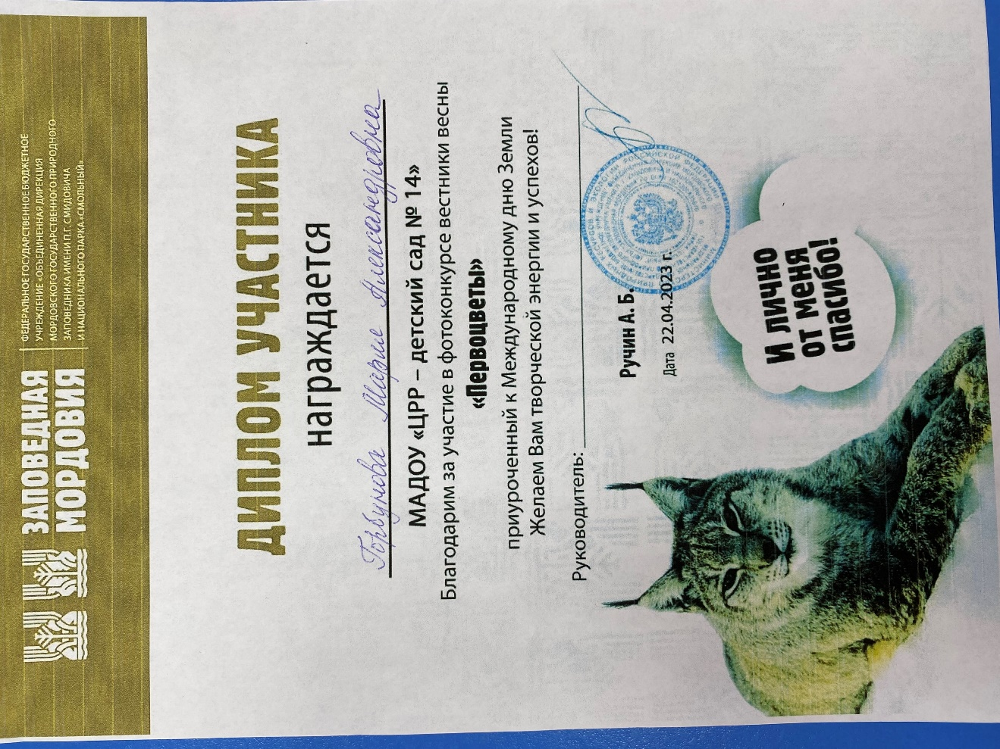 ЗАПОВЕДНАЯ
МОРДОВИЯ
ФЕДЕРАЛЬНОЕ ГОСУДАРСТВЕННОЕ БЮДЖЕТНОЕ
УЧРЕЖДЕНИЕ «ОБЪЕДИНЕННАЯ ДИРЕКЦИЯ
МОРДОВСКОГО ГОСУДАРСТВЕННОГО ПРИРОДНОГО
ЗАПОВЕДНИКА ИМЕНИ П.Г. СМИДОВИЧА
И НАЦИОНАЛЬНОГО ПАРКА «СМОЛЬНЫЙ»
ДИПЛОМ УЧАСТНИКА
награждается
Горбунова Марие Александровна
МАДОУ «ЦРР – детский сад № 14»
Благодарим за участие в фотоконкурсе вестники весны
«Первоцветы»
приуроченный к Международному дню Земли
Желаем Вам творческой энергии и успехов!
Руководитель:
Ручин А. Б.
Дата 22.04.2023 г.
И лично
от меня
спасибо!